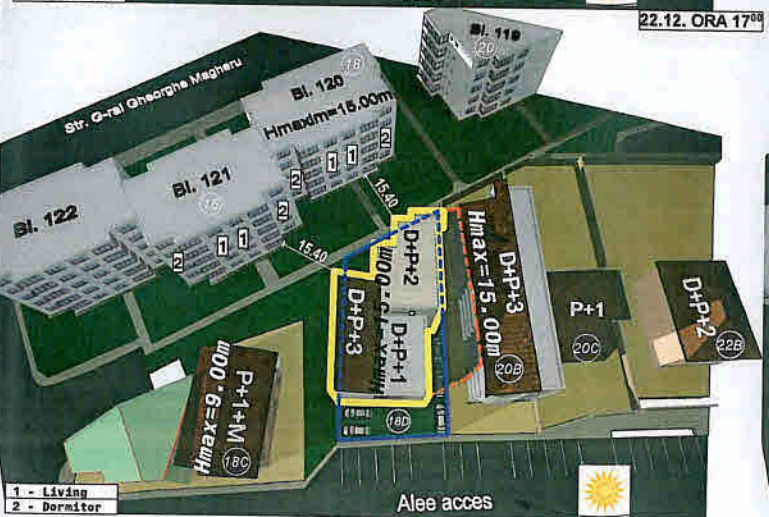 22.12. ORA 17⁰⁰
Bl. 119
20
Str. G-ral Gheorghe Magheru
Bl. 120
18
Hmaxim=15.00m
1
1
2
2
Bl. 121
16
2
1
1
2
Bl. 122
15.40
15.40
D+P+2
D+P+3
D+P+1
18D
D+P+3
Hmax=15.00m
20B
P+1
20C
D+P+2
22B
P+1+M
Hmax=9.00m
18C
1 - Living
2 - Dormitor
Alee acces